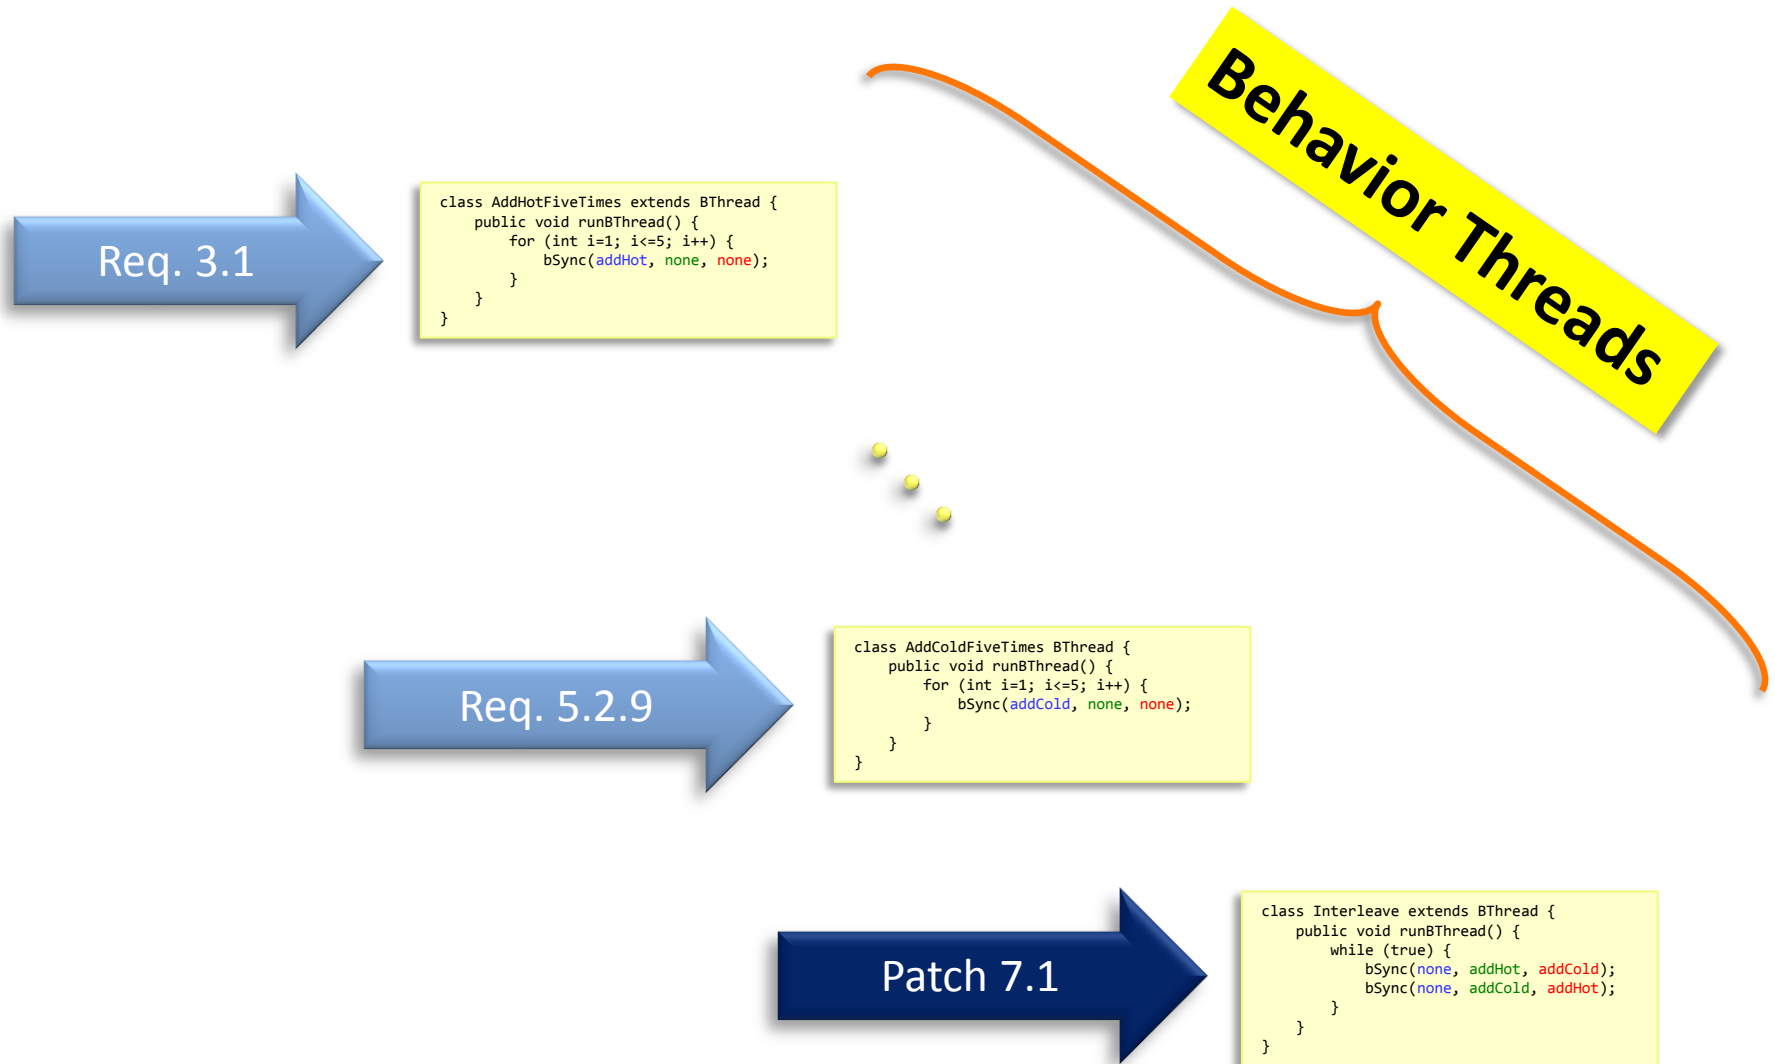 Behavior Threads
Req. 3.1
class AddHotFiveTimes extends BThread {
    public void runBThread() {
        for (int i=1; i<=5; i++) {
            bSync(addHot, none, none);
        }
    }
}
Req. 5.2.9
class AddColdFiveTimes BThread {
    public void runBThread() {
        for (int i=1; i<=5; i++) {
            bSync(addCold, none, none);
        }
    }
}
Patch 7.1
class Interleave extends BThread {
    public void runBThread() {
        while (true) {
            bSync(none, addHot, addCold);
            bSync(none, addCold, addHot);
        }
    }
}